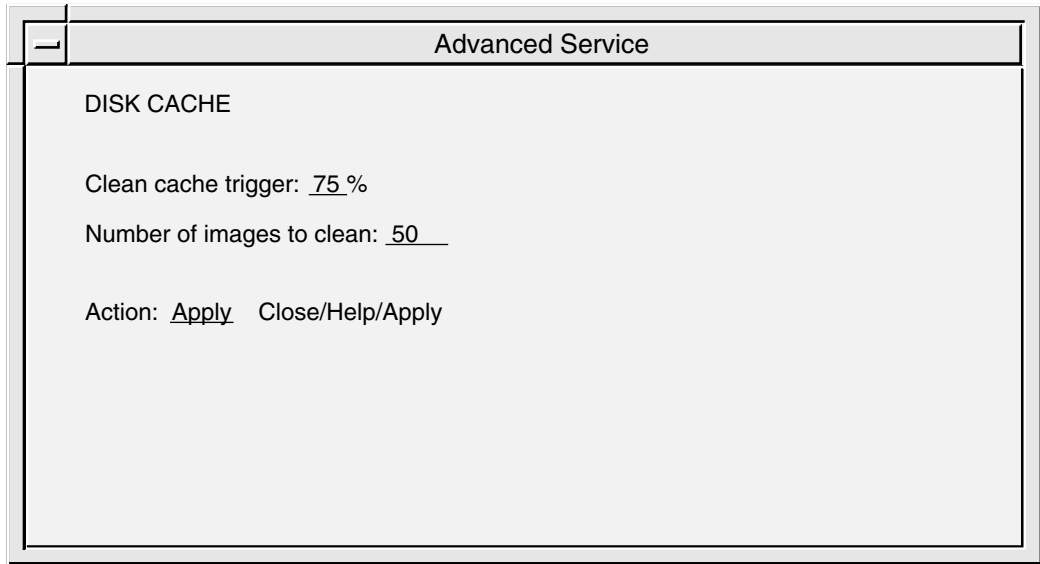 Advanced Service
DISK CACHE
Clean cache trigger: 75 %
Number of images to clean: 50
Action: Apply Close/Help/Apply